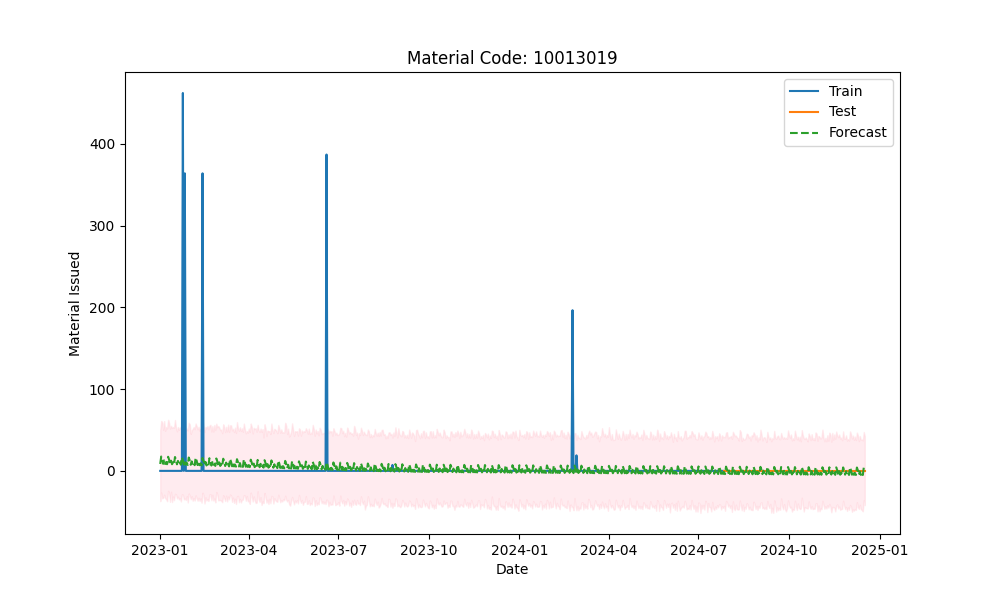 Material Code: 10013019
Train
Test
Forecast
400
300
200
100
0
Material Issued
2023-01 2023-04 2023-07 2023-10 2024-01 2024-04 2024-07 2024-10 2025-01
Date